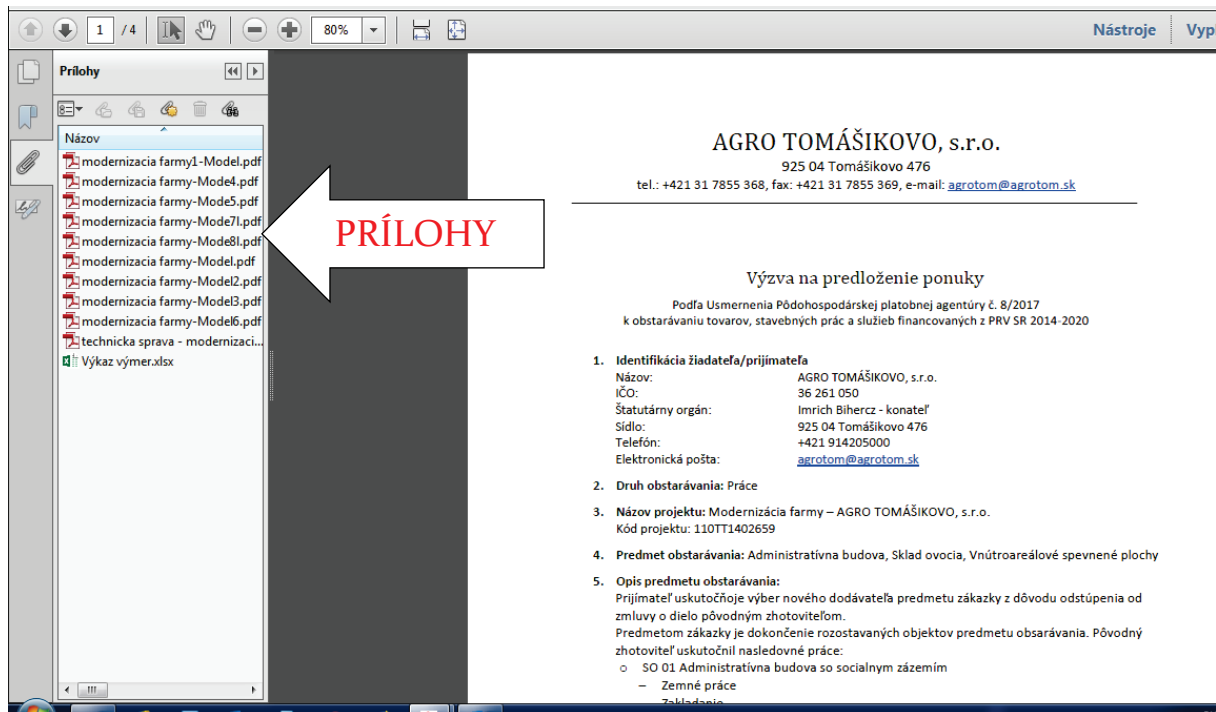 1 / 4
80%
Nástroje
Prílohy
Názov
modernizacia farmy1-Model.pdf
modernizacia farmy-Mode4.pdf
modernizacia farmy-Mode5.pdf
modernizacia farmy-Mode7l.pdf
modernizacia farmy-Mode8l.pdf
modernizacia farmy-Model.pdf
modernizacia farmy-Model2.pdf
modernizacia farmy-Model3.pdf
modernizacia farmy-Model6.pdf
technicka sprava - modernizaci...
Výkaz výmer.xlsx
PRÍLOHY
AGRO TOMÁŠIKOVO, s.r.o.
925 04 Tomášikovo 476
tel.: +421 31 7855 368, fax: +421 31 7855 369, e-mail: agrotom@agrotom.sk
Výzva na predloženie ponuky
Podľa Usmernenia Pôdohospodárskej platobnej agentúry č. 8/2017
k obstarávaniu tovarov, stavebných prác a služieb financovaných z PRV SR 2014-2020
1. Identifikácia žiadateľa/prijímateľa
Názov: AGRO TOMÁŠIKOVO, s.r.o.
IČO: 36 261 050
Štatutárny orgán: Imrich Bihercz - konateľ
Sídlo: 925 04 Tomášikovo 476
Telefón: +421 914205000
Elektronická pošta: agrotom@agrotom.sk
2. Druh obstarávania: Práce
3. Názov projektu: Modernizácia farmy – AGRO TOMÁŠIKOVO, s.r.o.
Kód projektu: 110TT1402659
4. Predmet obstarávania: Administratívna budova, Sklad ovocia, Vnútroareálové spevnené plochy
5. Opis predmetu obstarávania:
Prijímateľ uskutočňoje výber nového dodávateľa predmetu zákazky z dôvodu odstúpenia od
zmluvy o dielo pôvodným zhotoviteľom.
Predmetom zákazky je dokončenie rozostavaných objektov predmetu obsarávania. Pôvodný
zhotoviteľ uskutočnil nasledovné práce:
o SO 01 Administratívna budova so socialnym zázemím
– Zemné práce